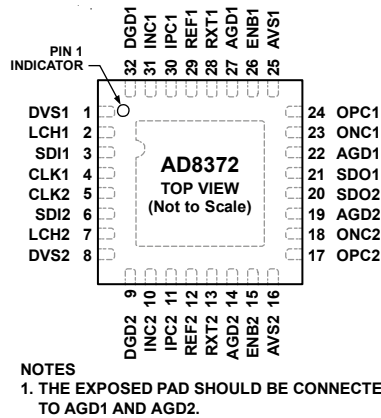 32 DGD1
31 INC1
30 IPC1
29 REF1
28 RXT1
27 AGD1
26 ENB1
25 AVS1
PIN 1
INDICATOR
DVS1 1
LCH1 2
SDI1 3
CLK1 4
CLK2 5
SDI2 6
LCH2 7
DVS2 8
AD8372
TOP VIEW
(Not to Scale)
24 OPC1
23 ONC1
22 AGD1
21 SDO1
20 SDO2
19 AGD2
18 ONC2
17 OPC2
DGD2 9
INC2 10
IPC2 11
REF2 12
RXT2 13
AGD2 14
ENB2 15
AVS2 16
NOTES
1. THE EXPOSED PAD SHOULD BE CONNECTE
TO AGD1 AND AGD2.